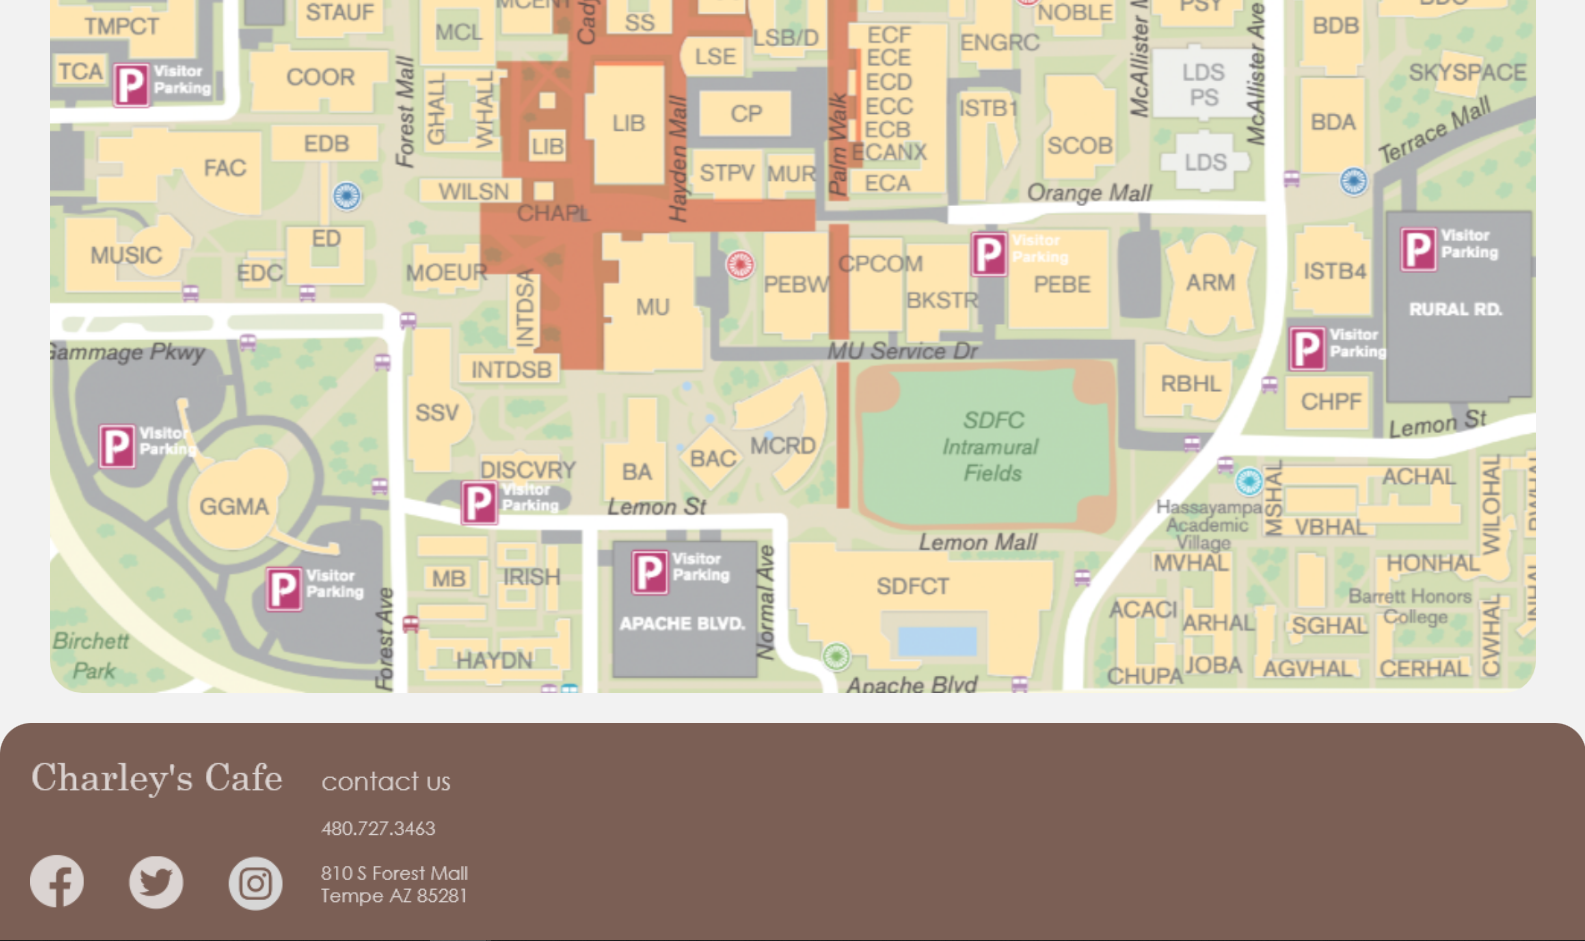 MCENT
Cady
SS
NOBLE
PSY
TMPCT
STAUF
MCL
LSB/D
ECF
ENGRC
McAllister M
McAllister Ave
BDB
TCA
Visitor
Parking
COOR
Forest Mall
GHALL
WHALL
LSE
ECE
ECD
ECC
ECB
ECANX
ECA
LDS
PS
SKYSPACE
LIB
CP
ISTB1
Hayden Mall
Palm Walk
LIB
EDB
FAC
STPV
MUR
SCOB
LDS
BDA
Terrace Mall
WILSN
CHAPL
Orange Mall
MUSIC
ED
EDC
MOEUR
INTDSA
MU
PEBW
CPCOM
BKSTR
Visitor
Parking
PEBE
ARM
ISTB4
Visitor
Parking
RURAL RD.
Gammage Pkwy
INTDSB
MU Service Dr
Visitor
Parking
RBHL
CHPF
Lemon St
SSV
SDFC
Intramural
Fields
Visitor
Parking
DISCVRY
Visitor
Parking
BA
BAC
MCRD
Lemon St
GGMA
Hassayampa
Academic
Village
MSHAL
ACHAL
VBHAL
WILOHAL
Lemon Mall
MB
IRISH
Visitor
Parking
Normal Ave
SDFCT
MVHAL
HONHAL
Visitor
Parking
Forest Ave
APACHE BLVD.
ACACI
ARHAL
Barrett Honors
College
SGHAL
CWHAL
Birchett
Park
HAYDN
CHUPA
JOBA
AGVHAL
CERHAL
Apache Blvd
Charley's Cafe
contact us
480.727.3463
810 S Forest Mall
Tempe AZ 85281